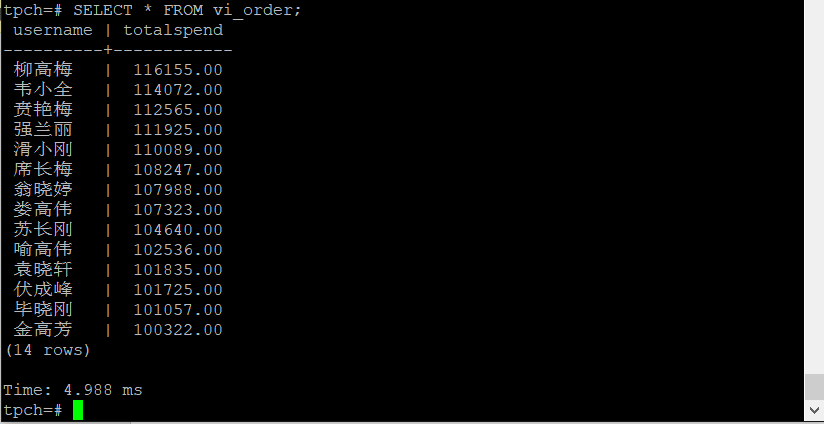 tpch=# SELECT * FROM vi_order;
 username | totalspend
----------+------------
 柳高梅   |  116155.00
 韦小全   |  114072.00
 贲艳梅   |  112565.00
 强兰丽   |  111925.00
 滑小刚   |  110089.00
 席长梅   |  108247.00
 翁晓婷   |  107988.00
 娄高伟   |  107323.00
 苏长刚   |  104640.00
 喻高伟   |  102536.00
 袁晓轩   |  101835.00
 伏成峰   |  101725.00
 毕晓刚   |  101057.00
 金高芳   |  100322.00
(14 rows)

Time: 4.988 ms
tpch=#